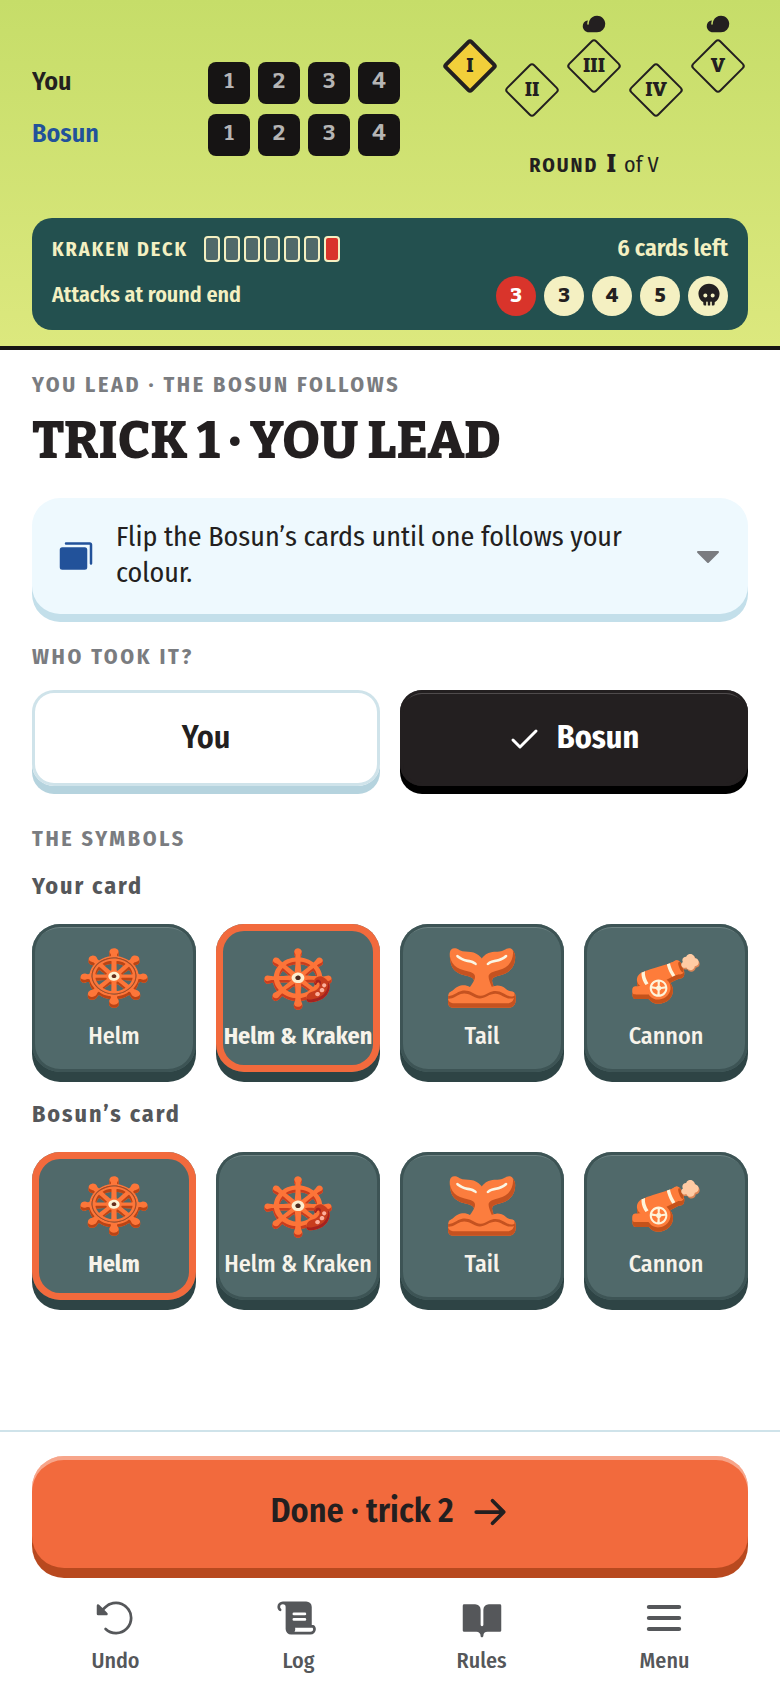 You 1 2 3 4
Bosun 1 2 3 4
I II III IV V
ROUND I of V
KRAKEN DECK 6 cards left
Attacks at round end 3 3 4 5
YOU LEAD · THE BOSUN FOLLOWS
TRICK 1 · YOU LEAD
Flip the Bosun’s cards until one follows your
colour.
WHO TOOK IT?
You Bosun
THE SYMBOLS
Your card
Helm Helm & Kraken Tail Cannon
Bosun’s card
Helm Helm & Kraken Tail Cannon
Done · trick 2
Undo Log Rules Menu